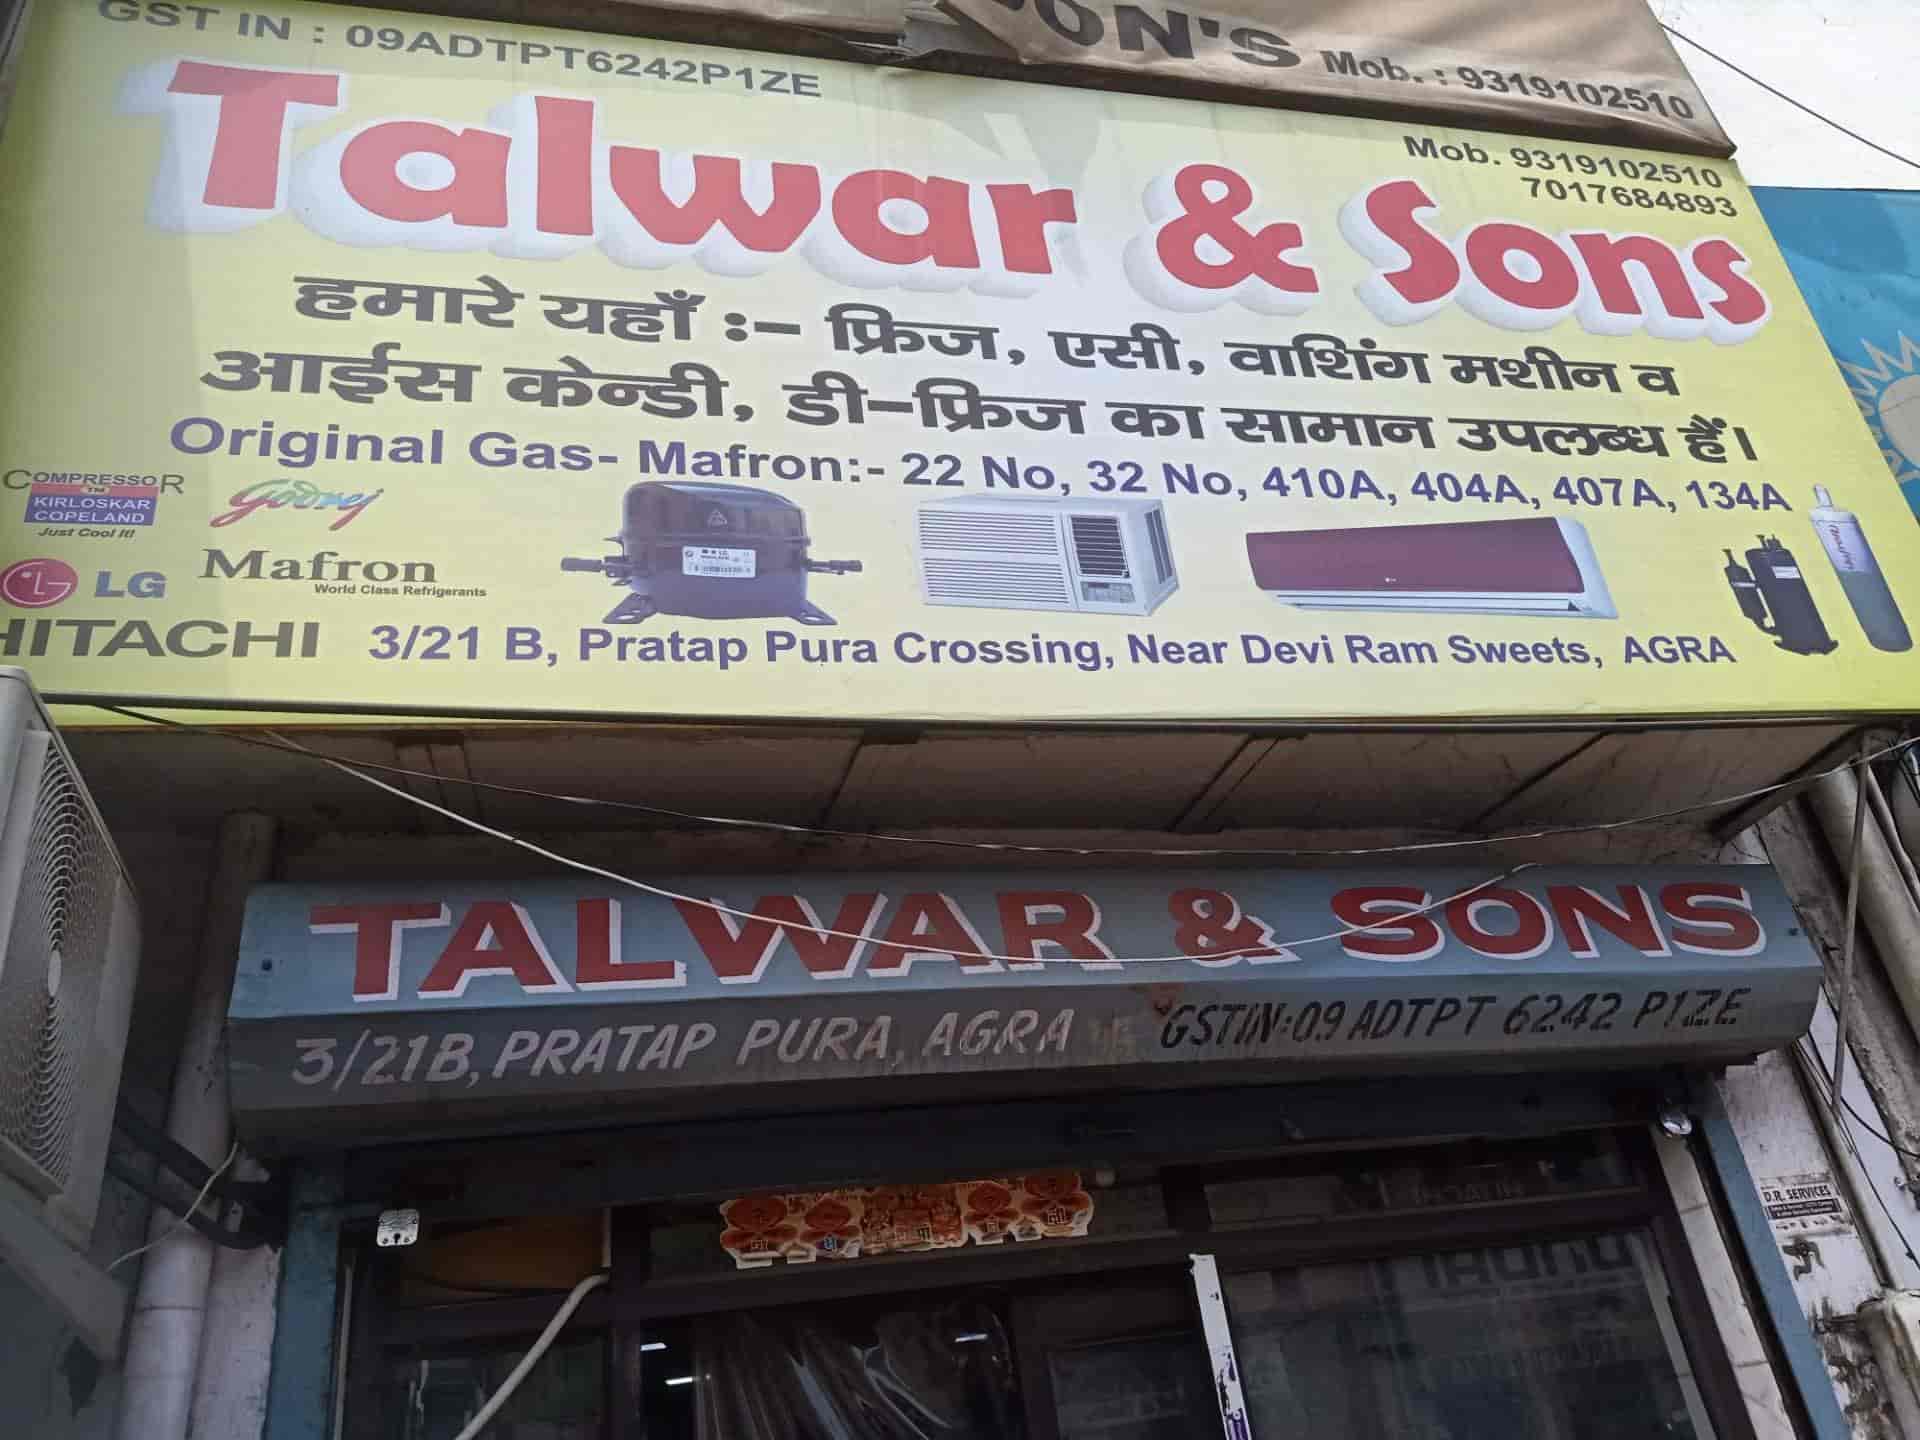 ON'S Mob. : 9319102510
GST IN : 09ADTPT6242P1ZE
Mob. 9319102510
7017684893
Talwar & Sons
हमारे यहाँ :- फ्रिज, एसी, वाशिंग मशीन व
आईस केन्डी, डी-फ्रिज का सामान उपलब्ध हैं।
Original Gas- Mafron:- 22 No, 32 No, 410A, 404A, 407A, 134A
COMPRESSOR
KIRLOSKAR
COPELAND
Just Cool It!
Godrej
LG
Mafron
World Class Refrigerants
HITACHI
3/21 B, Pratap Pura Crossing, Near Devi Ram Sweets, AGRA
TALWAR & SONS
3/21B, PRATAP PURA, AGRA GSTIN:09 ADTPT 6242 P1ZE
D.R. SERVICES